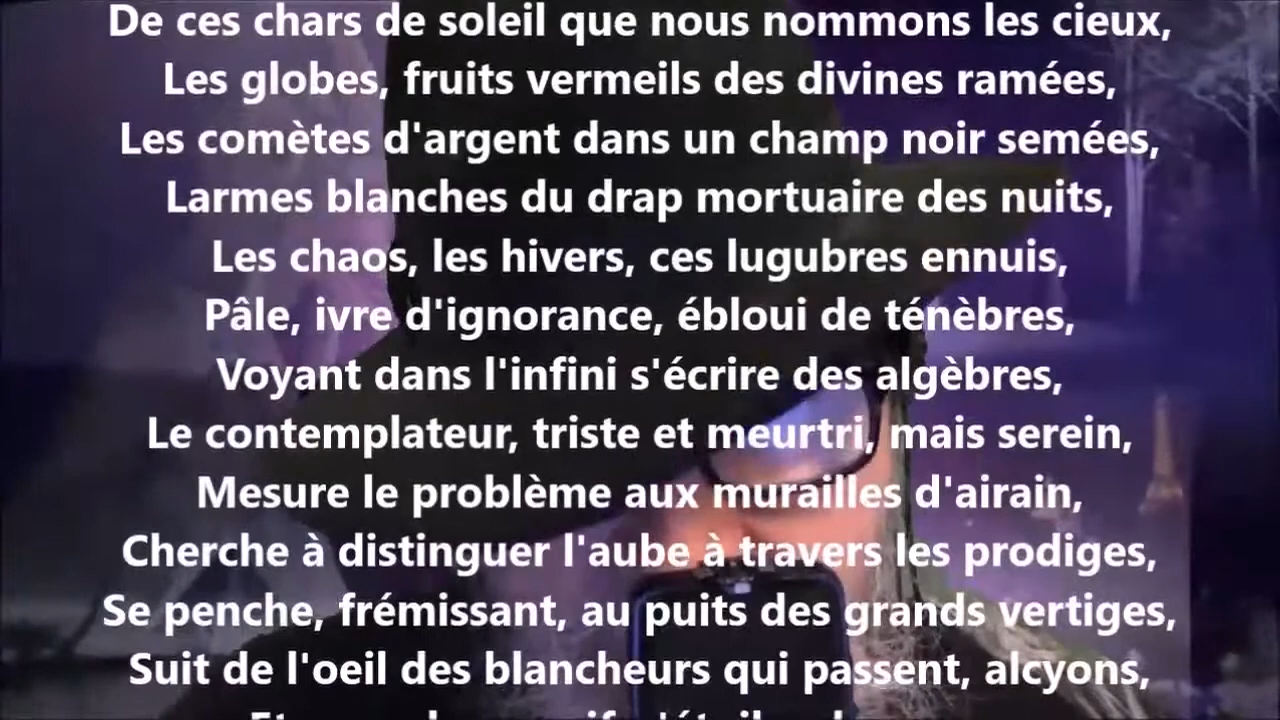 De ces chars de soleil que nous nommons les cieux,
Les globes, fruits vermeils des divines ramées,
Les comètes d'argent dans un champ noir semées,
Larmes blanches du drap mortuaire des nuits,
Les chaos, les hivers, ces lugubres ennuis,
Pâle, ivre d'ignorance, ébloui de ténèbres,
Voyant dans l'infini s'écrire des algèbres,
Le contemplateur, triste et meurtri, mais serein,
Mesure le problème aux murailles d'airain,
Cherche à distinguer l'aube à travers les prodiges,
Se penche, frémissant, au puits des grands vertiges,
Suit de l'oeil des blancheurs qui passent, alcyons,